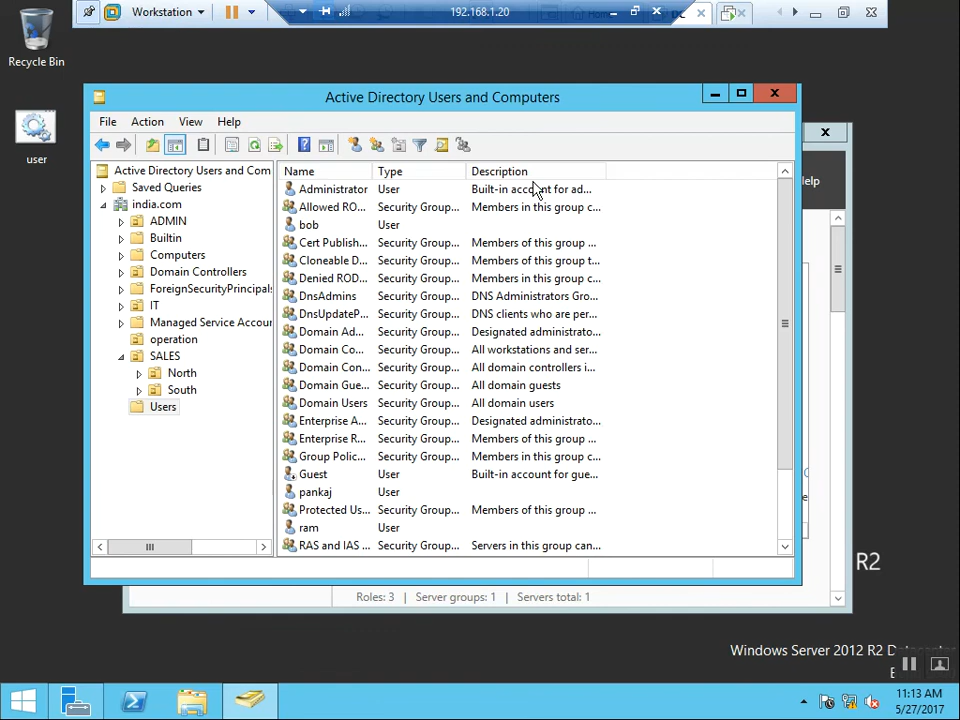 Workstation
192.168.1.20
Recycle Bin
user
Active Directory Users and Computers
File Action View Help
Active Directory Users and Com
Saved Queries
india.com
ADMIN
Builtin
Computers
Domain Controllers
ForeignSecurityPrincipals
IT
Managed Service Accour
operation
SALES
North
South
Users
Name Type Description
Administrator User Built-in account for ad...
Allowed RO... Security Group... Members in this group c...
bob User
Cert Publish... Security Group... Members of this group ...
Cloneable D... Security Group... Members of this group t...
Denied ROD... Security Group... Members in this group c...
DnsAdmins Security Group... DNS Administrators Gro...
DnsUpdateP... Security Group... DNS clients who are per...
Domain Ad... Security Group... Designated administrato...
Domain Co... Security Group... All workstations and ser...
Domain Con... Security Group... All domain controllers i...
Domain Gue... Security Group... All domain guests
Domain Users Security Group... All domain users
Enterprise A... Security Group... Designated administrato...
Enterprise R... Security Group... Members of this group ...
Group Polic... Security Group... Members in this group c...
Guest User Built-in account for gue...
pankaj User
Protected Us... Security Group... Members of this group ...
ram User
RAS and IAS ... Security Group... Servers in this group can...
elp
R2
Roles: 3 | Server groups: 1 | Servers total: 1
Windows Server 2012 R2
11:13 AM
5/27/2017